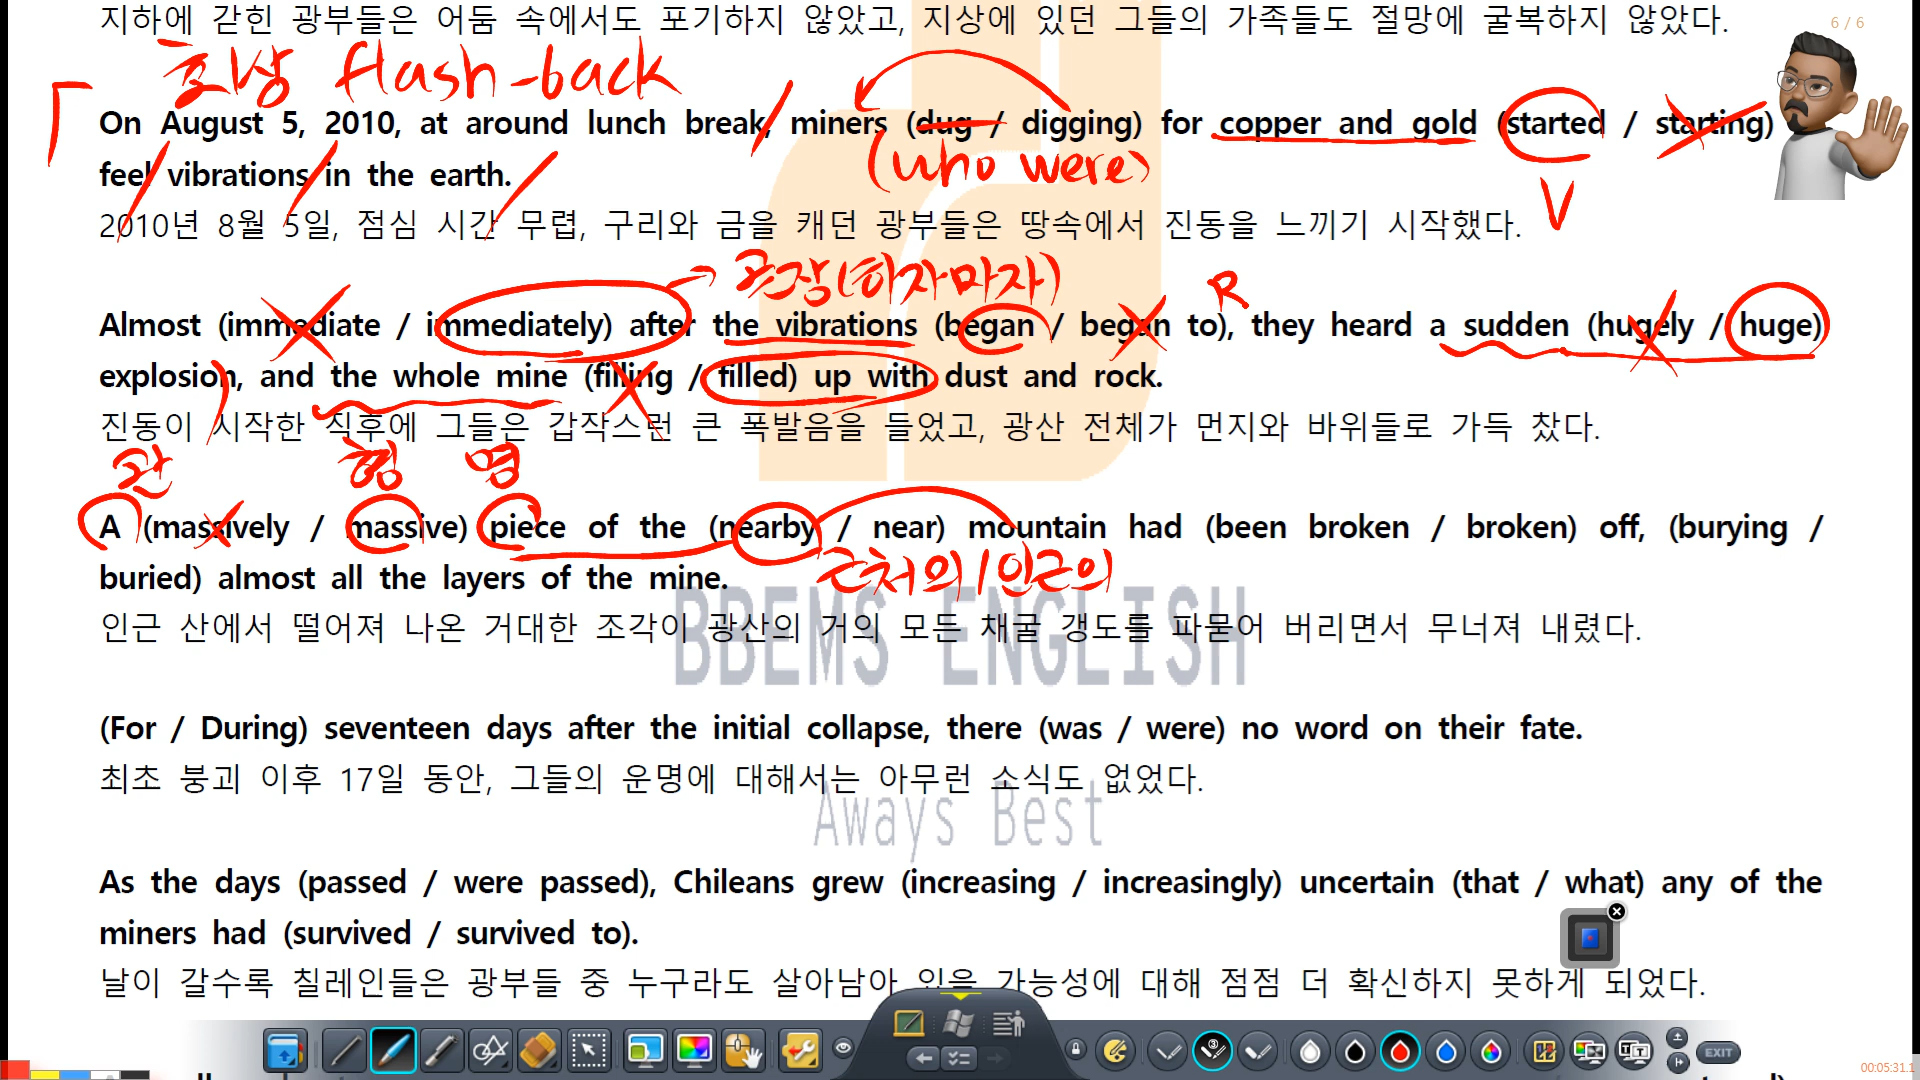 지하에 갇힌 광부들은 어둠 속에서도 포기하지 않았고, 지상에 있던 그들의 가족들도 절망에 굴복하지 않았다.
6 / 6
회상 flash-back
On August 5, 2010, at around lunch break, miners (dug / digging) for copper and gold (started / starting)
(who were)
feel vibrations in the earth.
V
2010년 8월 5일, 점심 시간 무렵, 구리와 금을 캐던 광부들은 땅속에서 진동을 느끼기 시작했다.
곧장(하자마자)
R
Almost (immediate / immediately) after the vibrations (began / began to), they heard a sudden (hugely / huge)
explosion, and the whole mine (filling / filled) up with dust and rock.
진동이 시작한 직후에 그들은 갑작스런 큰 폭발음을 들었고, 광산 전체가 먼지와 바위들로 가득 찼다.
관 형 명
A (massively / massive) piece of the (nearby / near) mountain had (been broken / broken) off, (burying /
근처의/인근의
buried) almost all the layers of the mine.
BBEMS ENGLISH
인근 산에서 떨어져 나온 거대한 조각이 광산의 거의 모든 채굴 갱도를 파묻어 버리면서 무너져 내렸다.
(For / During) seventeen days after the initial collapse, there (was / were) no word on their fate.
최초 붕괴 이후 17일 동안, 그들의 운명에 대해서는 아무런 소식도 없었다.
Aways Best
As the days (passed / were passed), Chileans grew (increasing / increasingly) uncertain (that / what) any of the
miners had (survived / survived to).
날이 갈수록 칠레인들은 광부들 중 누구라도 살아남아 있을 가능성에 대해 점점 더 확신하지 못하게 되었다.
EXIT
00:05:31.1